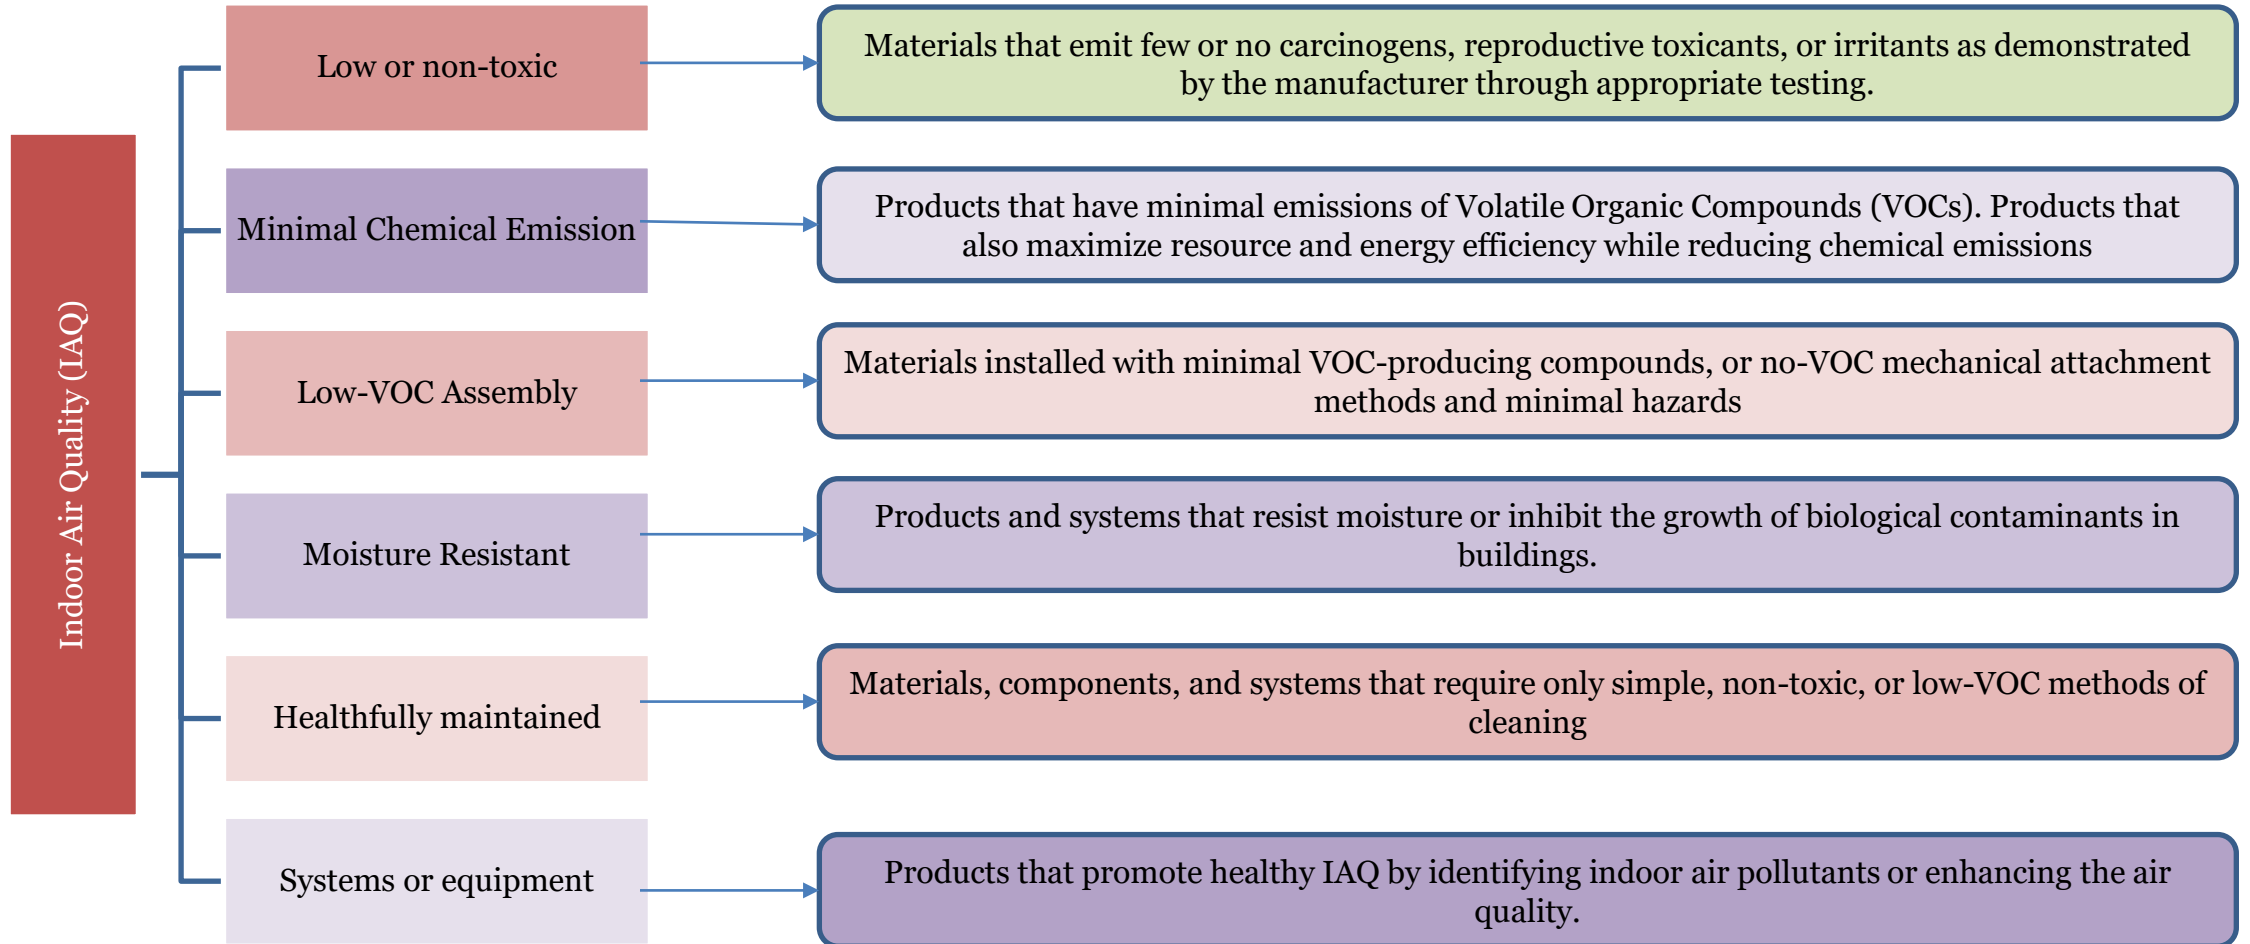 Indoor Air Quality (IAQ)
Low or non-toxic
Materials that emit few or no carcinogens, reproductive toxicants, or irritants as demonstrated
by the manufacturer through appropriate testing.
Minimal Chemical Emission
Products that have minimal emissions of Volatile Organic Compounds (VOCs). Products that
also maximize resource and energy efficiency while reducing chemical emissions
Low-VOC Assembly
Materials installed with minimal VOC-producing compounds, or no-VOC mechanical attachment
methods and minimal hazards
Moisture Resistant
Products and systems that resist moisture or inhibit the growth of biological contaminants in
buildings.
Healthfully maintained
Materials, components, and systems that require only simple, non-toxic, or low-VOC methods of
cleaning
Systems or equipment
Products that promote healthy IAQ by identifying indoor air pollutants or enhancing the air
quality.